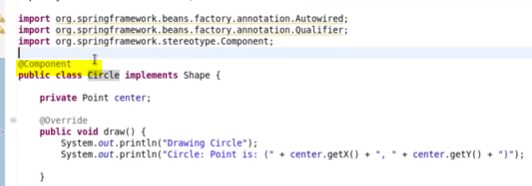 import org.springframework.beans.factory.annotation.Autowired;
import org.springframework.beans.factory.annotation.Qualifier;
import org.springframework.stereotype.Component;
@Component
public class Circle implements Shape {
private Point center;
@Override
public void draw() {
System.out.println("Drawing Circle");
System.out.println("Circle: Point is: (" + center.getX() + ", " + center.getY() + ")");
}